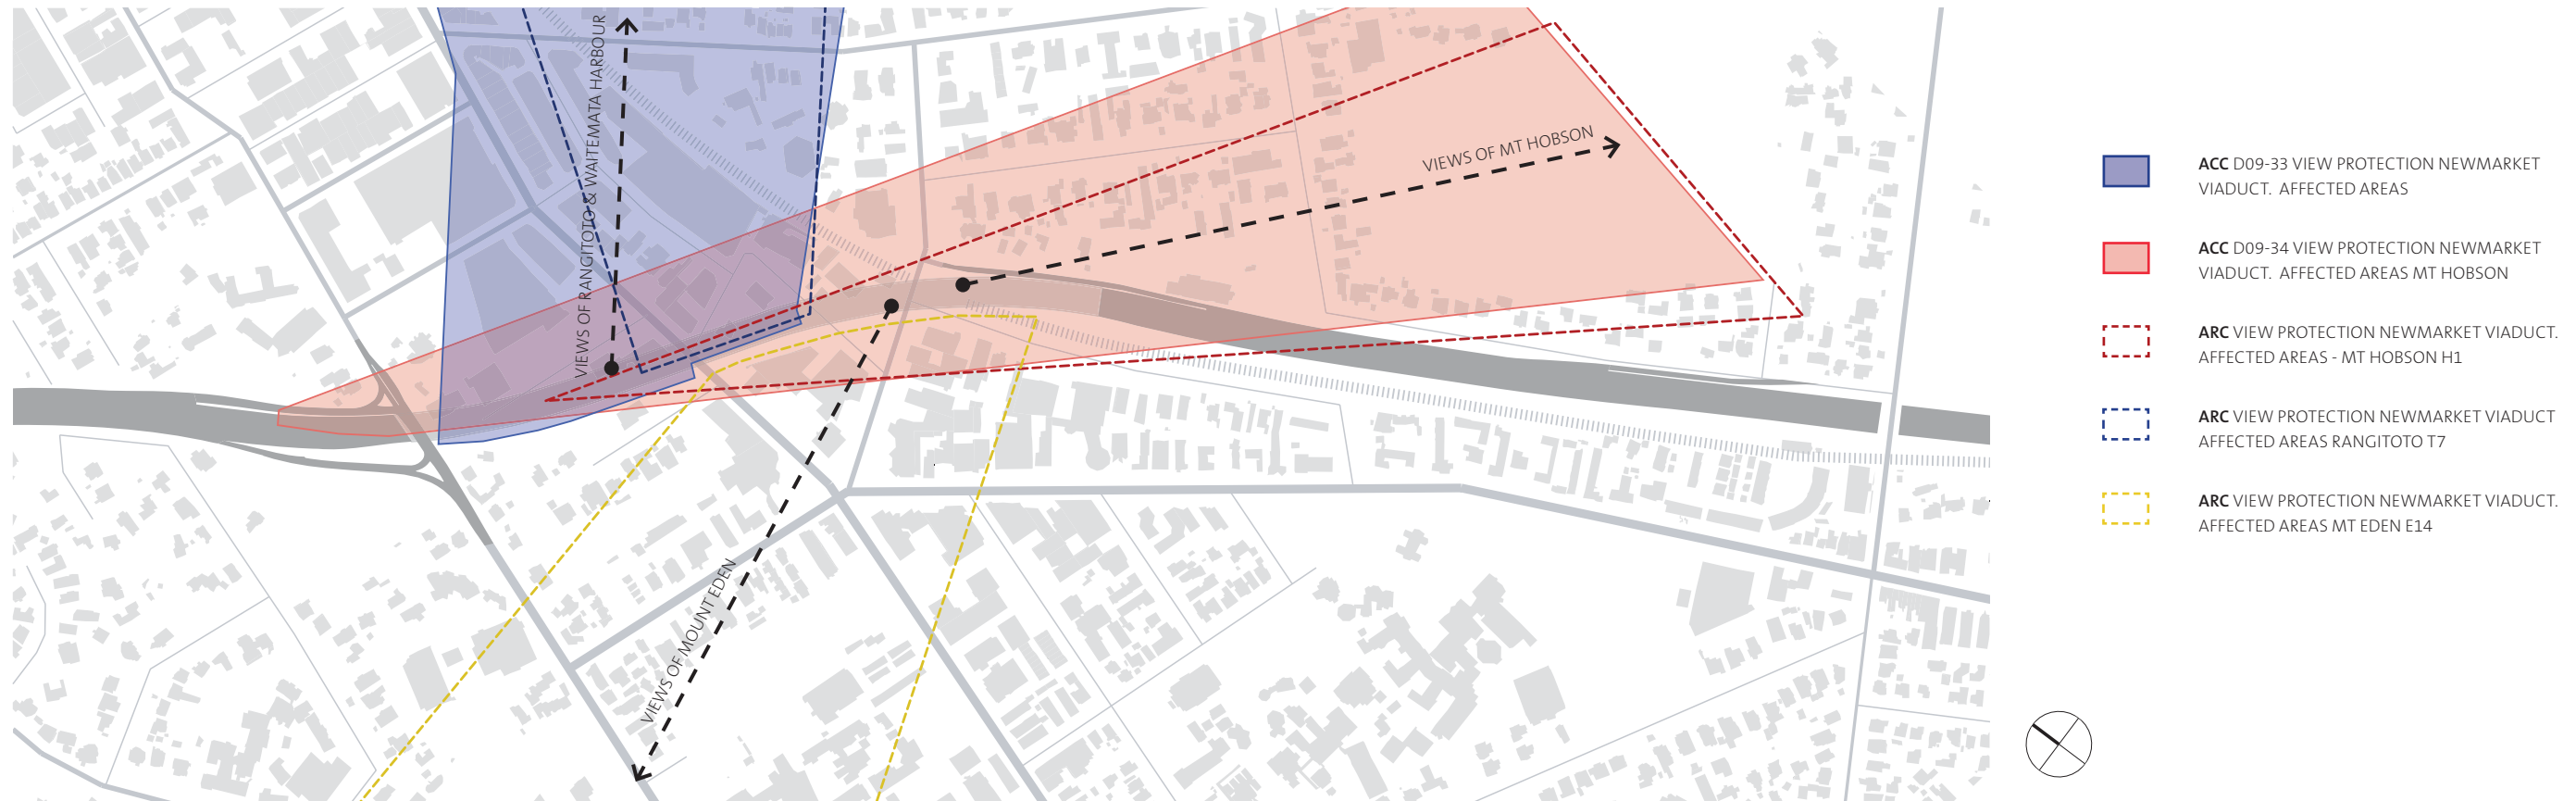 VIEWS OF RANGITOTO & WAITEMATA HARBOUR
VIEWS OF MT HOBSON
VIEWS OF MOUNT EDEN
ACC D09-33 VIEW PROTECTION NEWMARKET
VIADUCT. AFFECTED AREAS
ACC D09-34 VIEW PROTECTION NEWMARKET
VIADUCT. AFFECTED AREAS MT HOBSON
ARC VIEW PROTECTION NEWMARKET VIADUCT.
AFFECTED AREAS - MT HOBSON H1
ARC VIEW PROTECTION NEWMARKET VIADUCT
AFFECTED AREAS RANGITOTO T7
ARC VIEW PROTECTION NEWMARKET VIADUCT.
AFFECTED AREAS MT EDEN E14